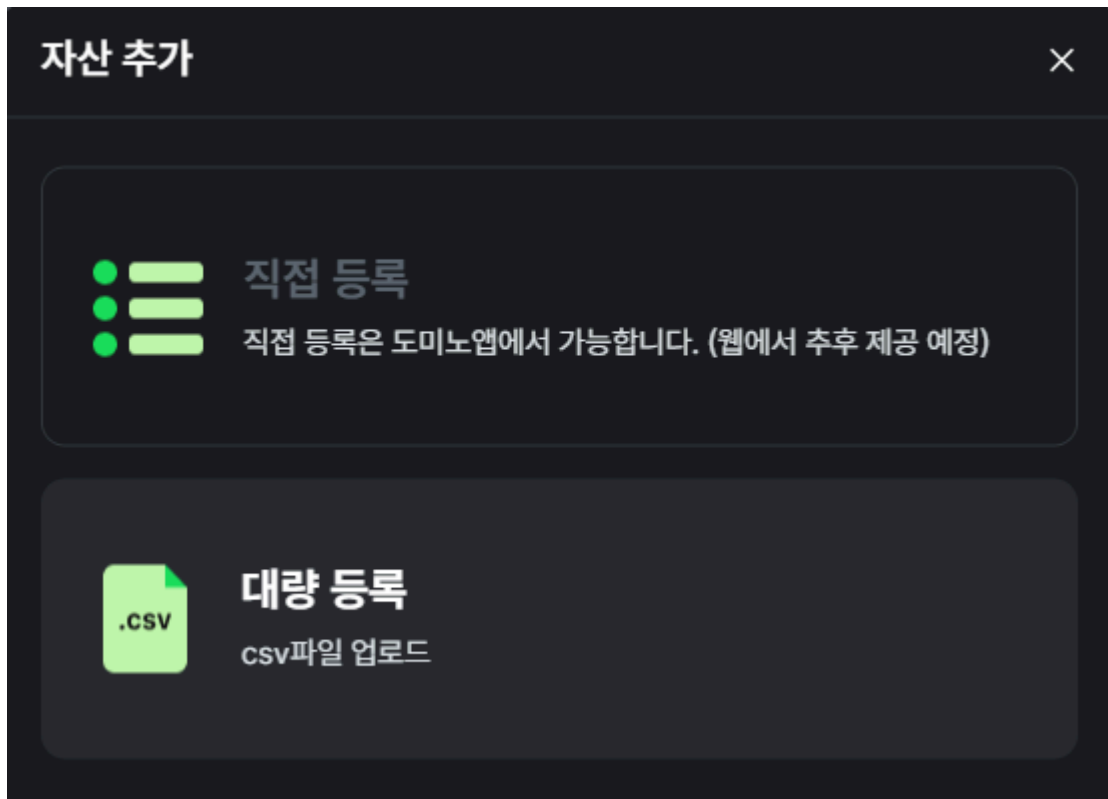 자산 추가
직접 등록
직접 등록은 도미노앱에서 가능합니다. (웹에서 추후 제공 예정)
.csv
대량 등록
csv파일 업로드